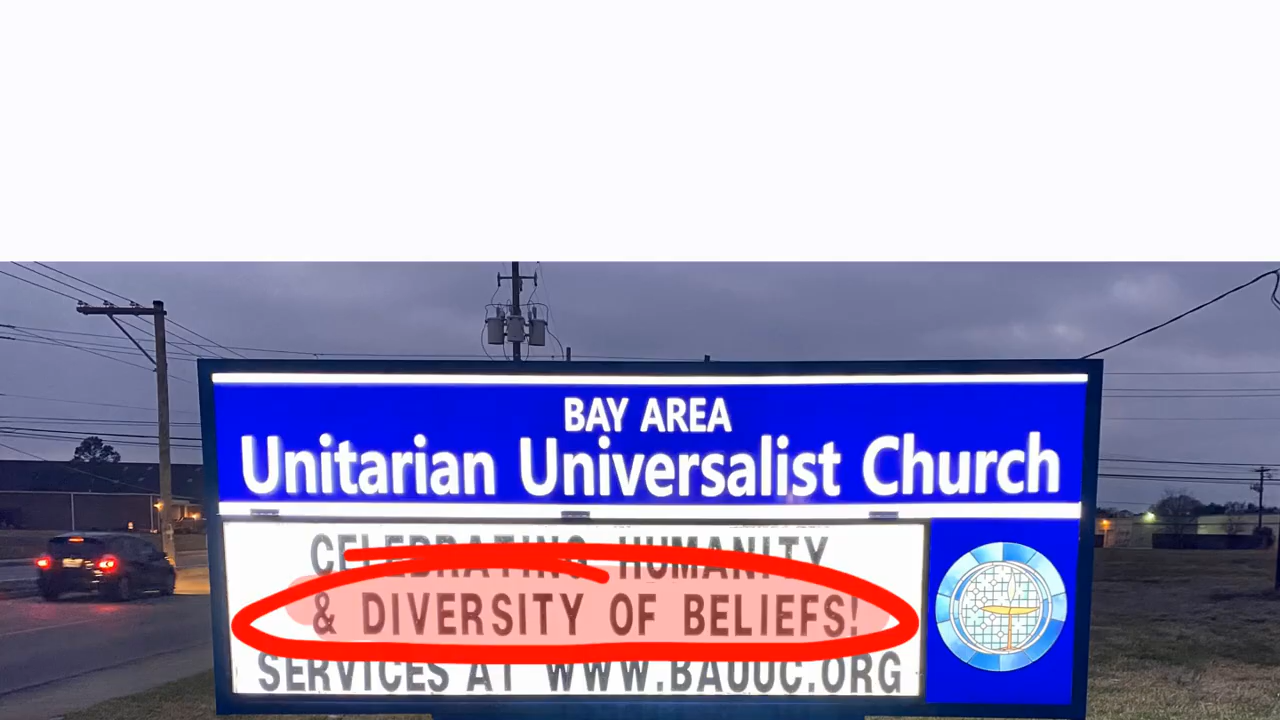 BAY AREA
Unitarian Universalist Church
CELEBRATING HUMANITY
& DIVERSITY OF BELIEFS!
SERVICES AT WWW.BAUUC.ORG